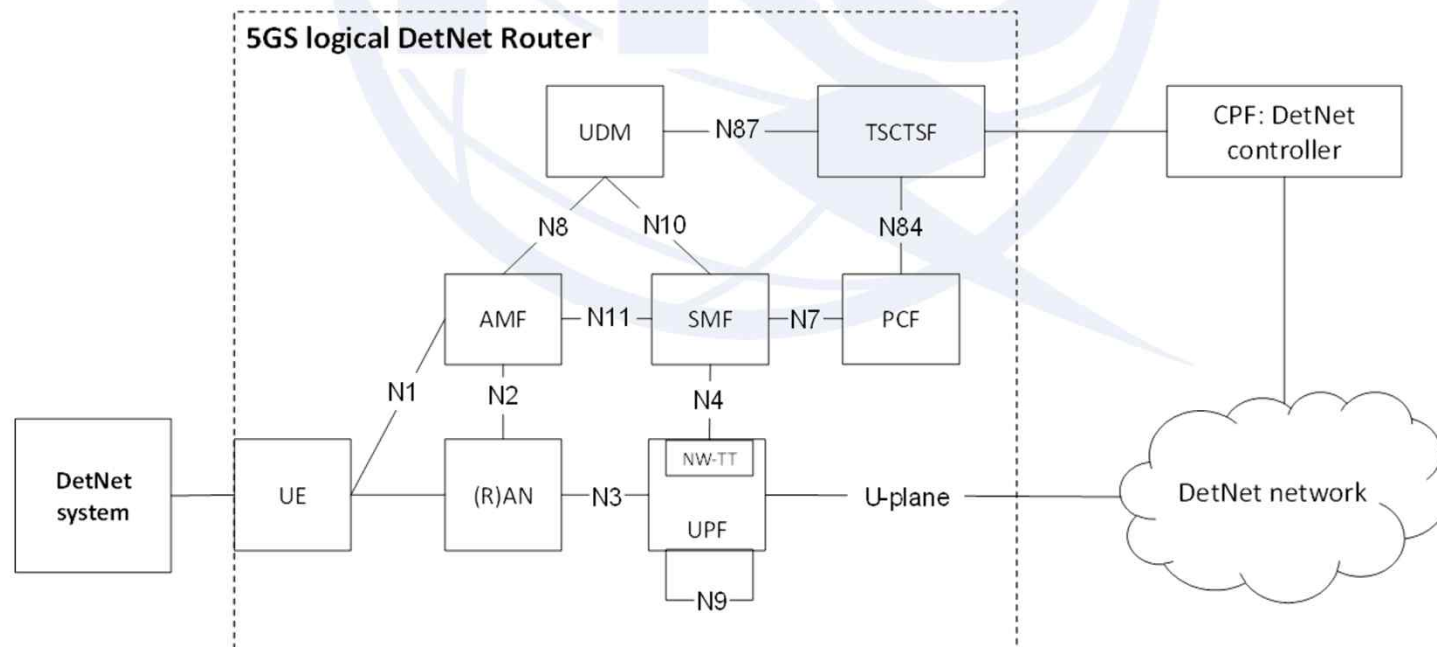 5GS logical DetNet Router
UDM
N87
TSCTSF
CPF: DetNet
controller
N8
N10
N84
AMF
N11
SMF
N7
PCF
N1
N2
N4
DetNet
system
UE
(R)AN
N3
NW-TT
UPF
U-plane
DetNet network
N9